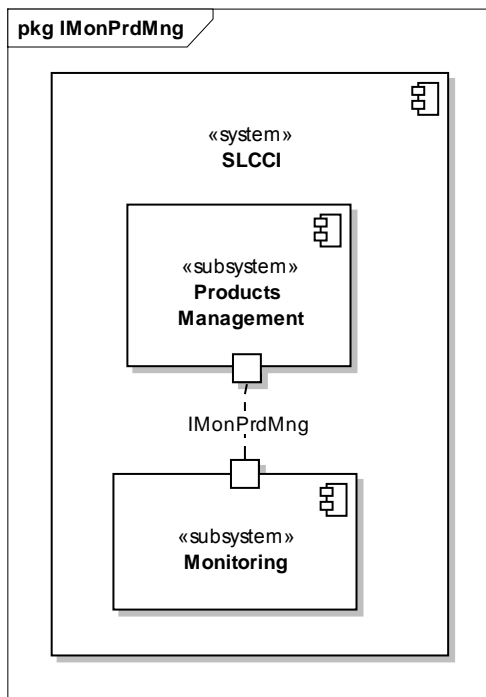 pkg IMonPrdMng
«system»
SLCCI
«subsystem»
Products
Management
IMonPrdMng
«subsystem»
Monitoring